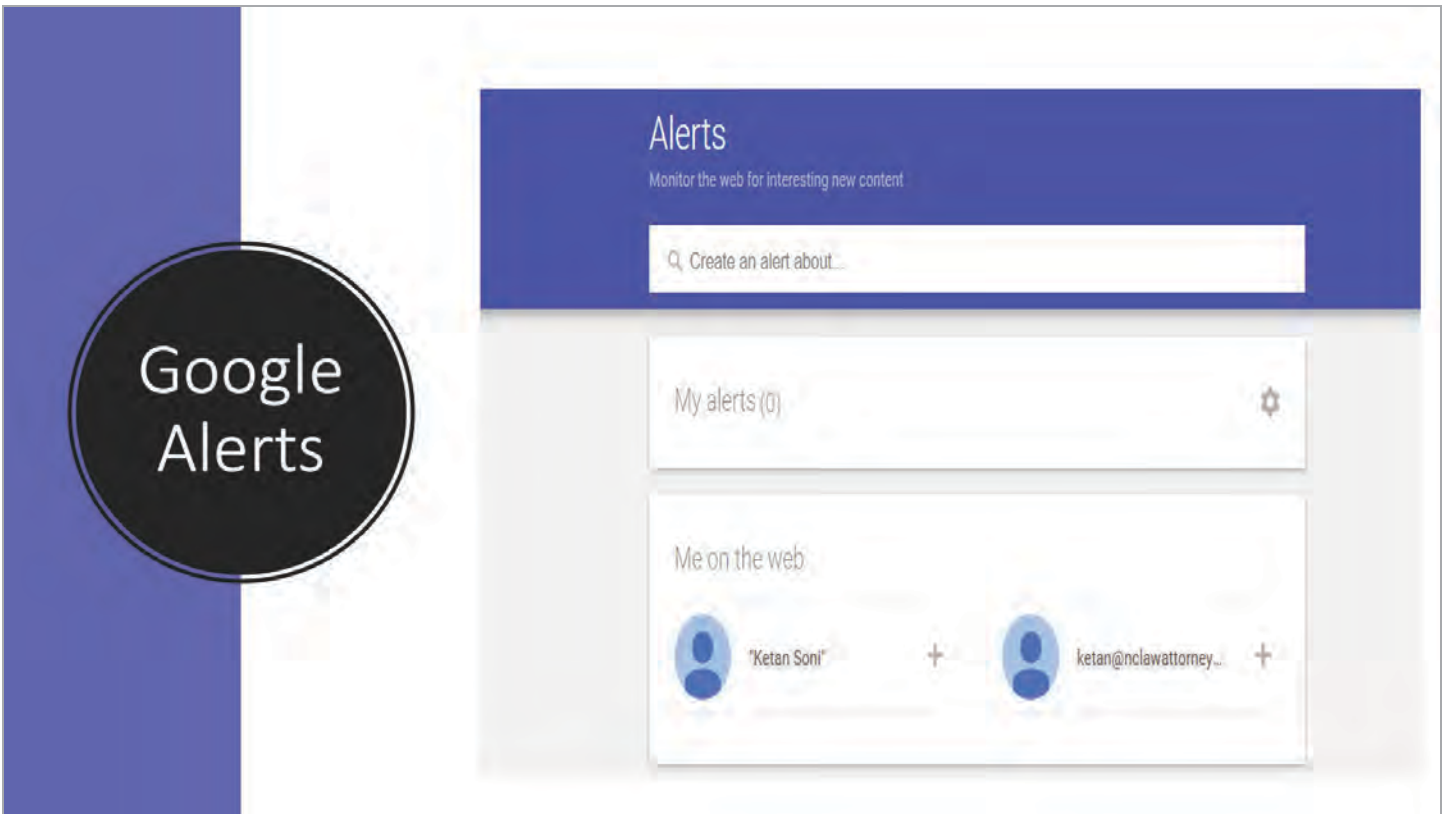 Google
Alerts
Alerts
Monitor the web for interesting new content
Create an alert about...
My alerts (0)
Me on the web
"Ketan Soni"
ketan@nclawattorney...